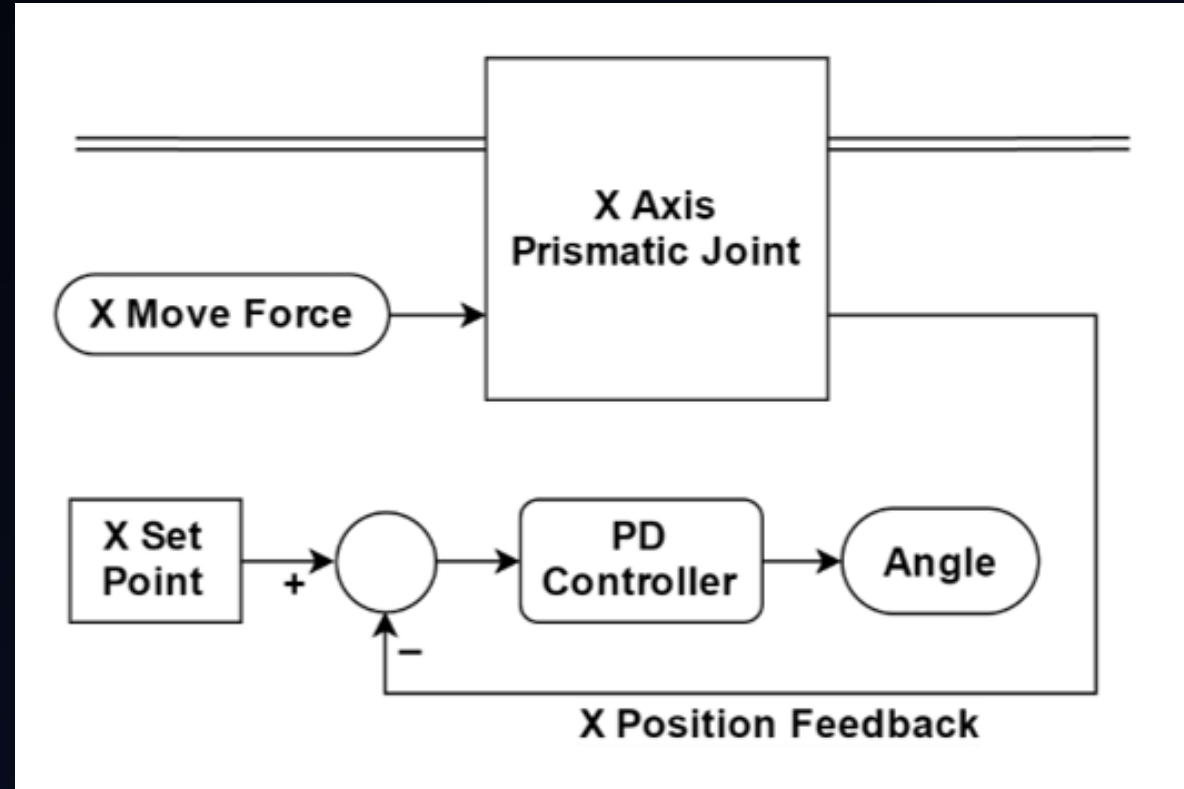 X Axis
Prismatic Joint
X Move Force
X Set
Point
+
PD
Controller
Angle
−
X Position Feedback